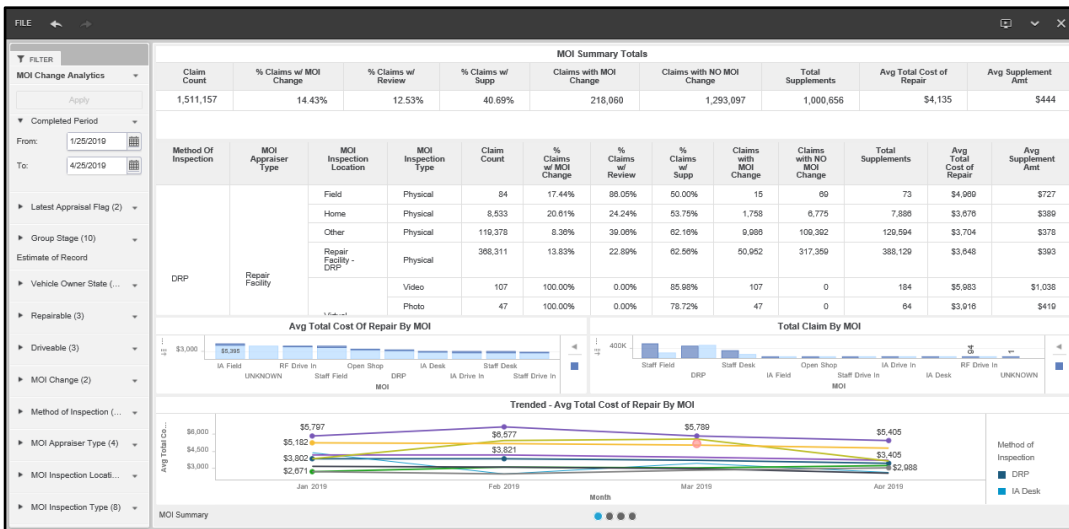 FILE
FILTER
MOI Change Analytics
Apply
Completed Period
From: 1/25/2019
To: 4/25/2019
Latest Appraisal Flag (2)
Group Stage (10)
Estimate of Record
Vehicle Owner State (...
Repairable (3)
Driveable (3)
MOI Change (2)
Method of Inspection (...
MOI Appraiser Type (4)
MOI Inspection Locati...
MOI Inspection Type (8)
MOI Summary Totals
Claim Count % Claims w/ MOI Change % Claims w/ Review % Claims w/ Supp Claims with MOI Change Claims with NO MOI Change Total Supplements Avg Total Cost of Repair Avg Supplement Amt
1,511,157 14.43% 12.53% 40.69% 218,060 1,293,097 1,000,656 $4,135 $444
Method Of Inspection MOI Appraiser Type MOI Inspection Location MOI Inspection Type Claim Count % Claims w/ MOI Change % Claims w/ Review % Claims w/ Supp Claims with MOI Change Claims with NO MOI Change Total Supplements Avg Total Cost of Repair Avg Supplement Amt
Field Physical 84 17.44% 86.05% 50.00% 15 69 73 $4,969 $727
Home Physical 8,533 20.61% 24.24% 53.75% 1,758 6,775 7,886 $3,676 $389
Other Physical 119,378 8.36% 39.06% 62.16% 9,986 109,392 129,594 $3,704 $378
Repair Facility - DRP Physical 368,311 13.83% 22.89% 62.56% 50,952 317,359 388,129 $3,648 $393
DRP Repair Facility
Video 107 100.00% 0.00% 85.98% 107 0 184 $5,983 $1,038
Photo 47 100.00% 0.00% 78.72% 47 0 64 $3,916 $419
Avg Total Cost Of Repair By MOI
$3,000
$5,395
IA Field RF Drive In Open Shop IA Desk Staff Desk
UNKNOWN Staff Field DRP IA Drive In Staff Drive In
MOI
Total Claim By MOI
400K
94 1
Staff Field Staff Desk Open Shop IA Drive In RF Drive In
DRP IA Field Staff Drive In IA Desk UNKNOWN
MOI
Trended - Avg Total Cost of Repair By MOI
Avg Total Co...
$6,000
$4,500
$3,000
$5,797
$5,182
$3,802
$2,671
$6,577
$3,821
$5,789
$5,405
$3,405
$2,988
Jan 2019 Feb 2019 Mar 2019 Apr 2019
Month
Method of Inspection
DRP
IA Desk
MOI Summary